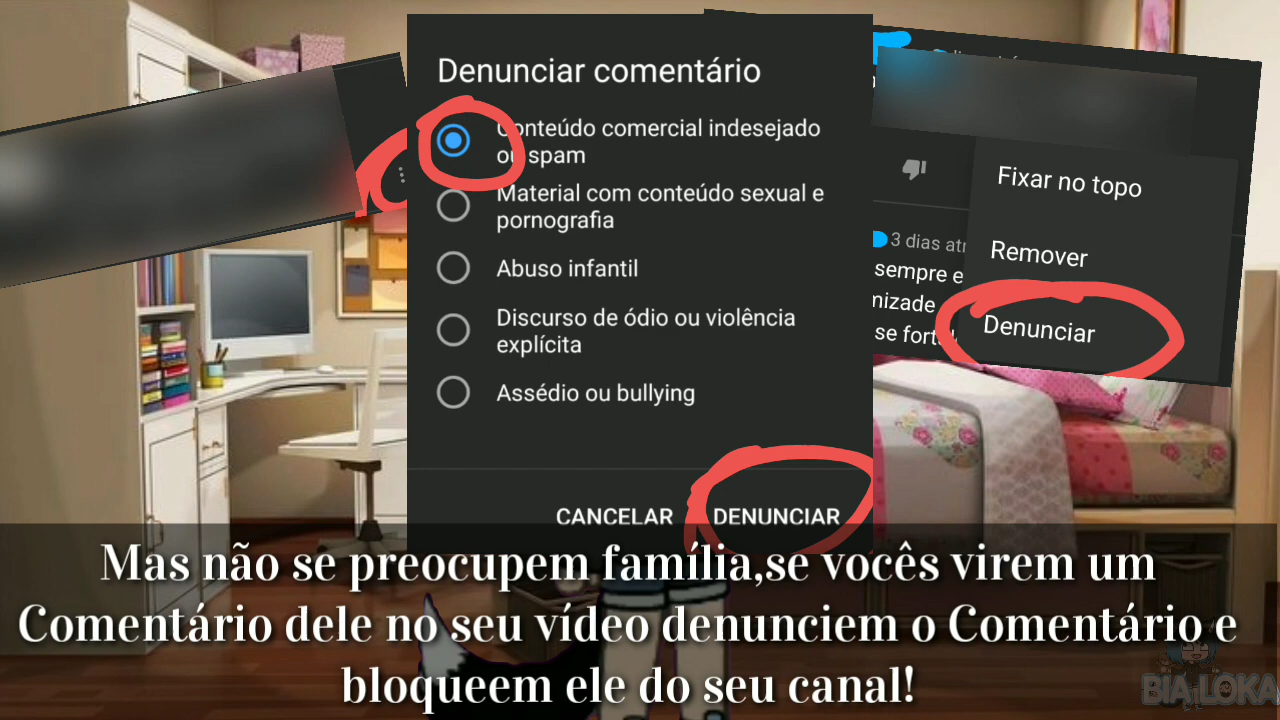 Denunciar comentário
Conteúdo comercial indesejado
ou spam
Material com conteúdo sexual e
pornografia
Abuso infantil
Discurso de ódio ou violência
explícita
Assédio ou bullying
CANCELAR DENUNCIAR
Fixar no topo
Remover
Denunciar
3 dias atr
sempre e
nizade
se fort
Mas não se preocupem família,se vocês virem um
Comentário dele no seu vídeo denunciem o Comentário e
bloqueem ele do seu canal!
BIA LOKA